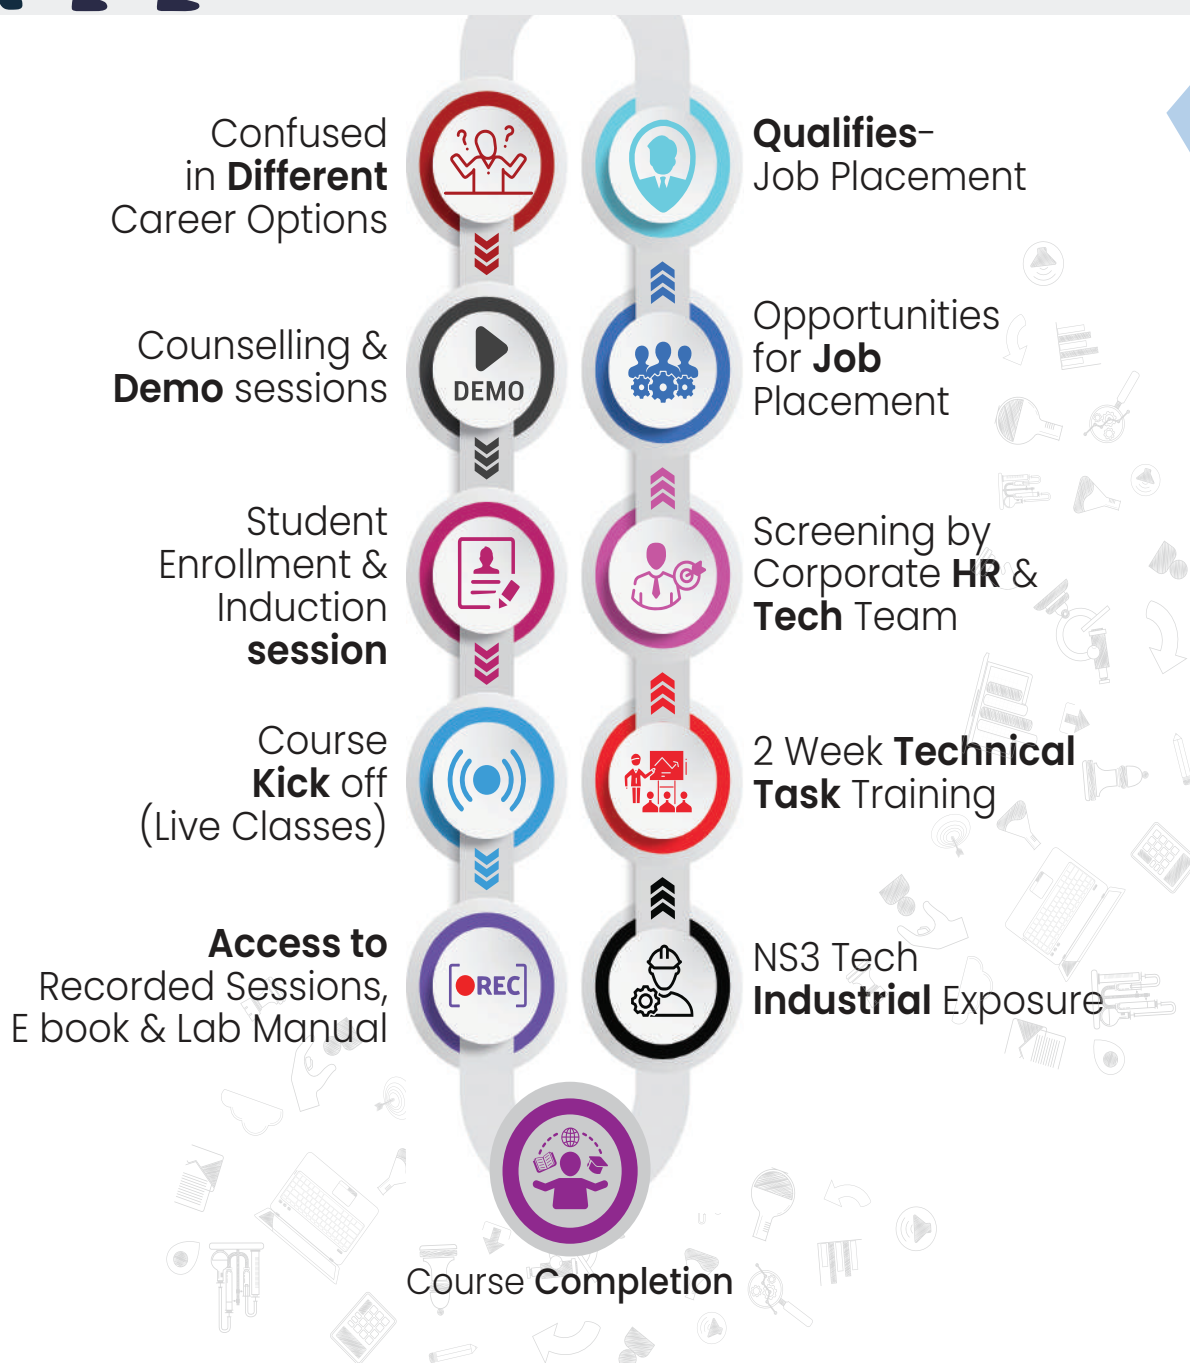 Confused
in Different
Career Options
Counselling &
Demo sessions
DEMO
Student
Enrollment &
Induction
session
Course
Kick off
(Live Classes)
Access to
Recorded Sessions,
E book & Lab Manual
REC
Course Completion
NS3 Tech
Industrial Exposure
2 Week Technical
Task Training
Screening by
Corporate HR &
Tech Team
Opportunities
for Job
Placement
Qualifies-
Job Placement